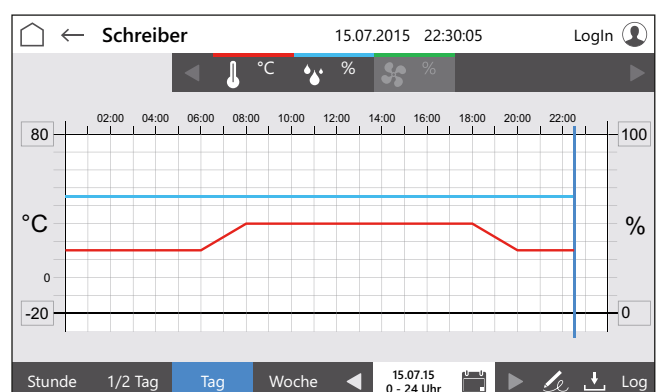 Schreiber 15.07.2015 22:30:05 LogIn
°C % %
02:00 04:00 06:00 08:00 10:00 12:00 14:00 16:00 18:00 20:00 22:00
80 100
°C %
0
-20 0
Stunde 1/2 Tag Tag Woche 15.07.15 Log
0 - 24 Uhr